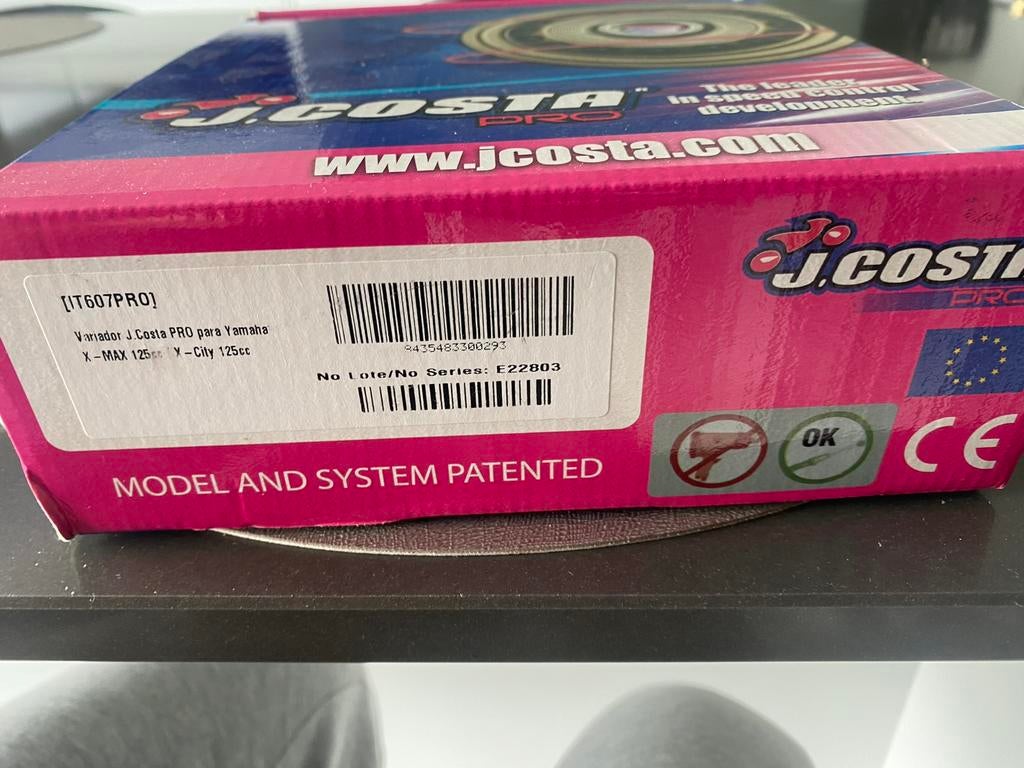 J.COSTA
PRO
The leader
in speed control
development
www.jcosta.com
J.COSTA
PRO
[IT607PRO]
Variador J.Costa PRO para Yamaha
X-MAX 125cc X-City 125cc
8435483300293
No Lote/No Series: E22803
OK
CE
MODEL AND SYSTEM PATENTED